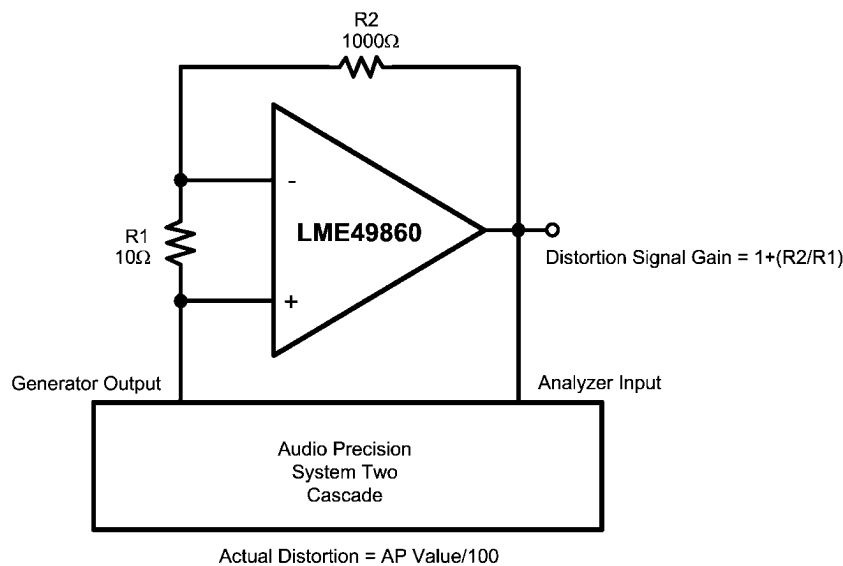 R2
1000Ω
-
LME49860
R1
10Ω
+
Distortion Signal Gain = 1+(R2/R1)
Generator Output
Analyzer Input
Audio Precision
System Two
Cascade
Actual Distortion = AP Value/100